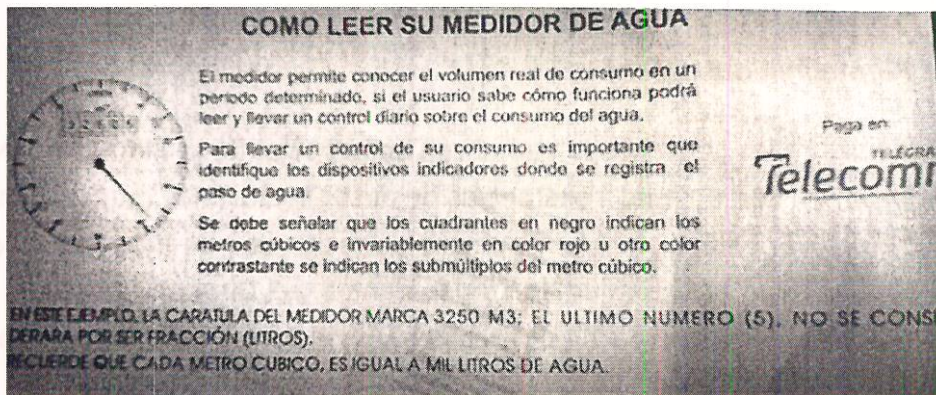 COMO LEER SU MEDIDOR DE AGUA
El medidor permite conocer el volumen real de consumo en un
período determinado, si el usuario sabe cómo funciona podrá
leer y llevar un control diario sobre el consumo del agua.
Para llevar un control de su consumo es importante que
identifique los dispositivos indicadores donde se registra el
paso de agua.
Se debe señalar que los cuadrantes en negro indican los
metros cúbicos e invariablemente en color rojo u otro color
contrastante se indican los submúltiplos del metro cúbico.
Paga en:
TELÉGRA
Telecomm
EN ESTE EJEMPLO, LA CARATULA DEL MEDIDOR MARCA 3250 M3; EL ULTIMO NUMERO (5), NO SE CONSI
DERARA POR SER FRACCIÓN (LITROS).
RECUERDE QUE CADA METRO CUBICO, ES IGUAL A MIL LITROS DE AGUA.